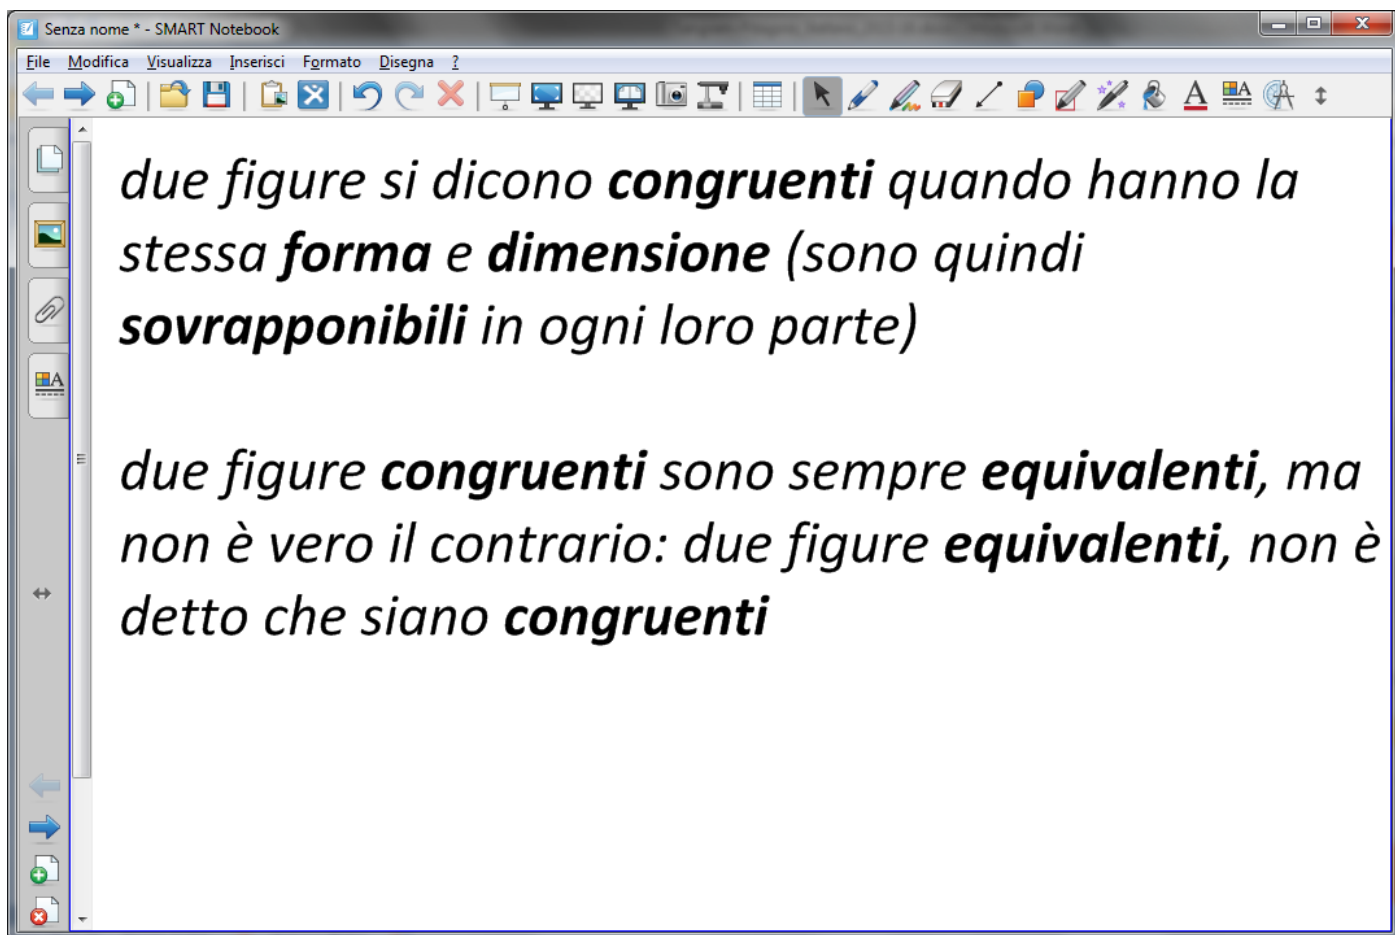 Senza nome * - SMART Notebook
File Modifica Visualizza Inserisci Formato Disegna ?
due figure si dicono congruenti quando hanno la
stessa forma e dimensione (sono quindi
sovrapponibili in ogni loro parte)
due figure congruenti sono sempre equivalenti, ma
non è vero il contrario: due figure equivalenti, non è
detto che siano congruenti